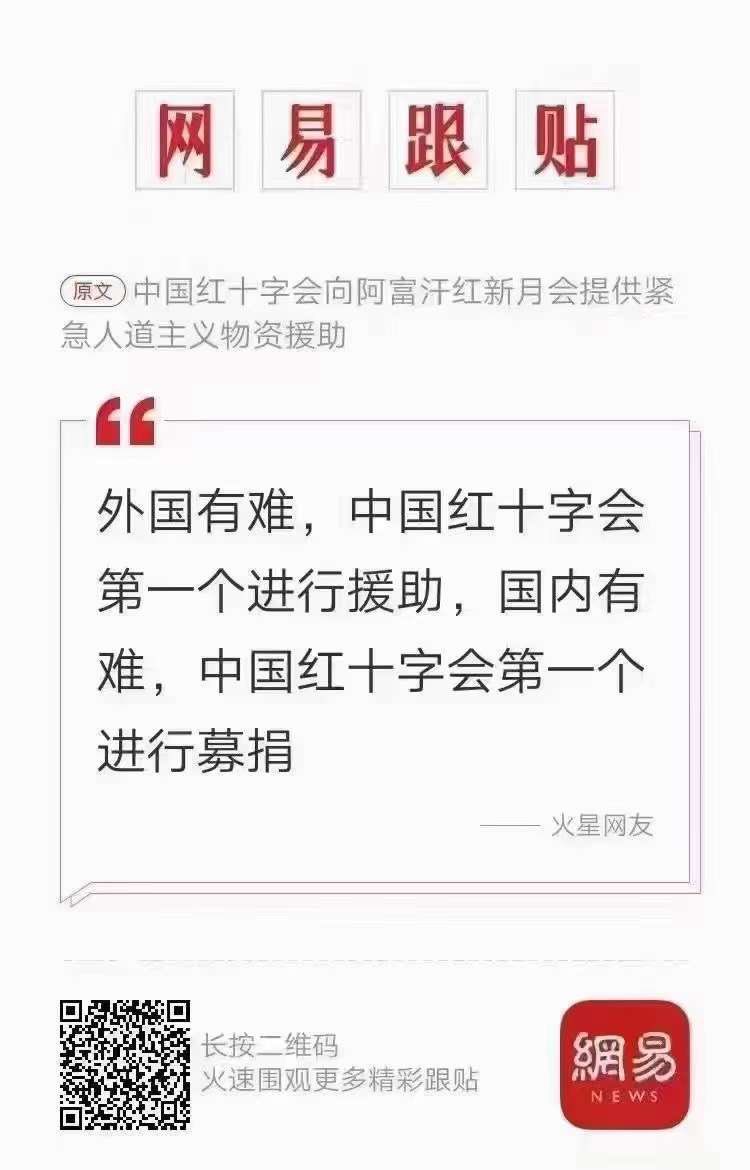 网易跟贴
原文 中国红十字会向阿富汗红新月会提供紧
急人道主义物资援助
外国有难，中国红十字会
第一个进行援助，国内有
难，中国红十字会第一个
进行募捐
—— 火星网友
长按二维码
火速围观更多精彩跟贴
網易
NEWS